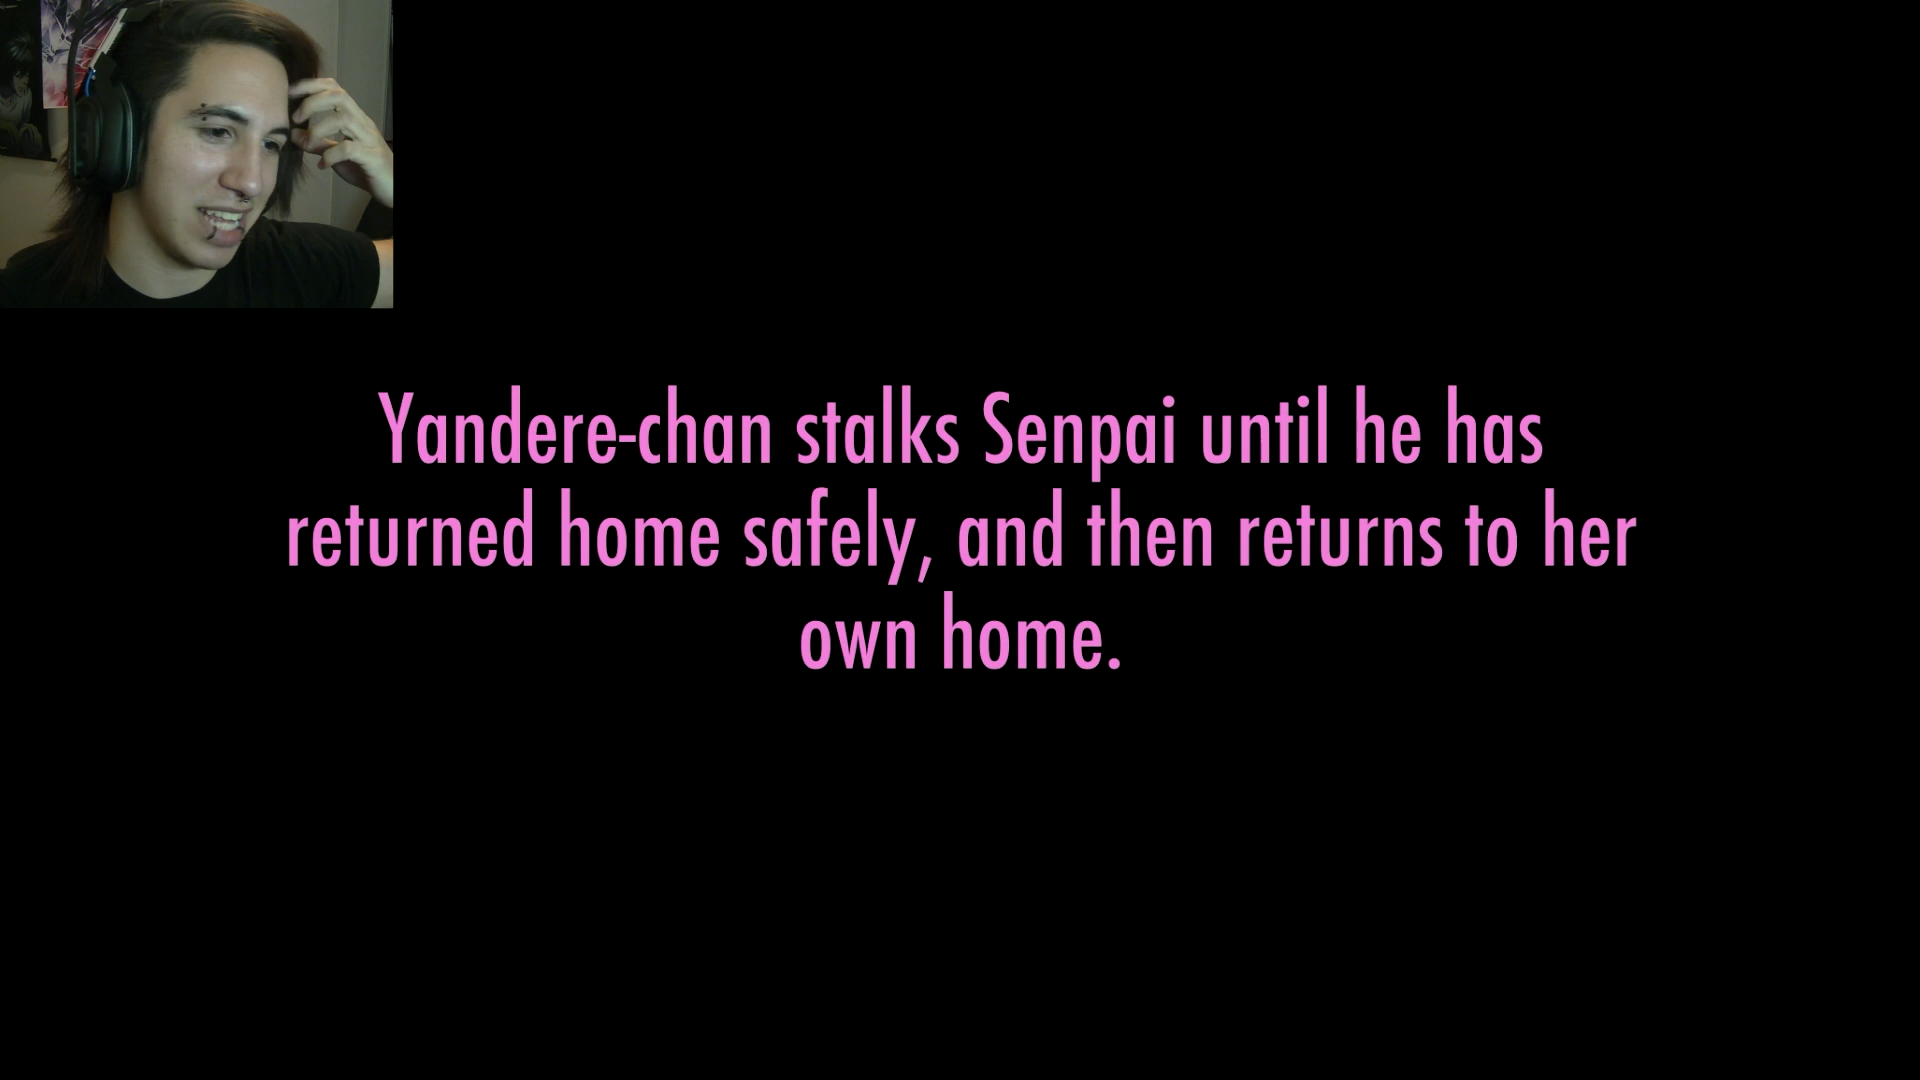 Yandere-chan stalks Senpai until he has
returned home safely, and then returns to her
own home.